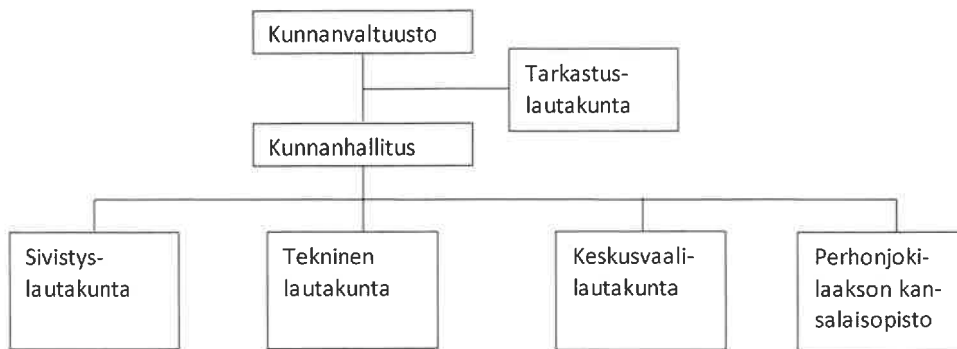 Kunnanvaltuusto
Tarkastus-
lautakunta
Kunnanhallitus
Sivistys-
lautakunta
Tekninen
lautakunta
Keskusvaali-
lautakunta
Perhonjoki-
laakson kan-
salaisopisto